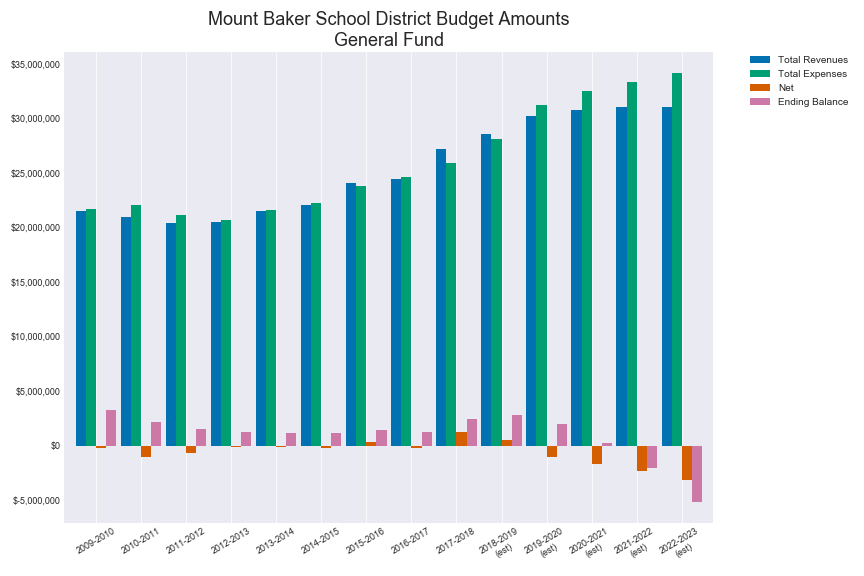 Mount Baker School District Budget Amounts
General Fund
Total Revenues
Total Expenses
Net
Ending Balance
$35,000,000
$30,000,000
$25,000,000
$20,000,000
$15,000,000
$10,000,000
$5,000,000
$0
$-5,000,000
2009-2010
2010-2011
2011-2012
2012-2013
2013-2014
2014-2015
2015-2016
2016-2017
2017-2018
2018-2019
(est)
2019-2020
(est)
2020-2021
(est)
2021-2022
(est)
2022-2023
(est)